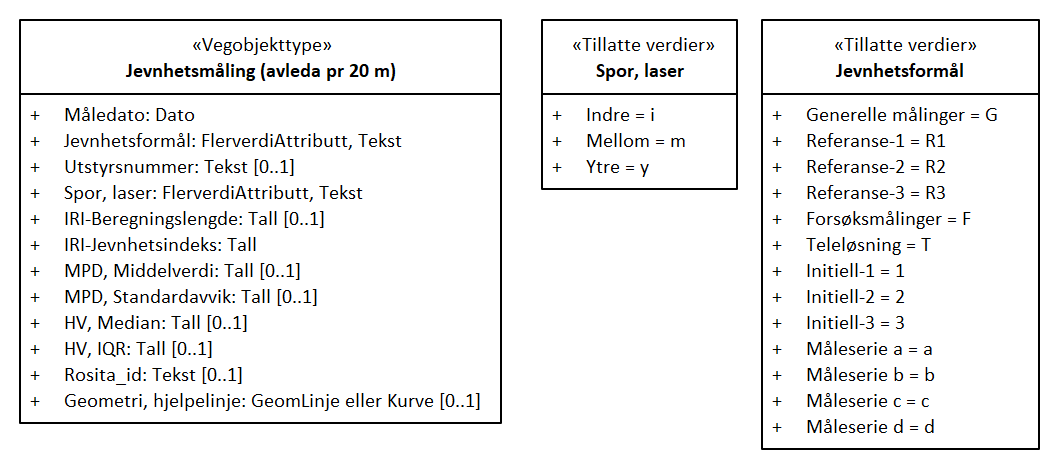 «Vegobjekttype»
Jevnhetsmåling (avleda pr 20 m)
+ Måledato: Dato
+ Jevnhetsformål: FlerverdiAttributt, Tekst
+ Utstyrsnummer: Tekst [0..1]
+ Spor, laser: FlerverdiAttributt, Tekst
+ IRI-Beregningslengde: Tall [0..1]
+ IRI-Jevnhetsindeks: Tall
+ MPD, Middelverdi: Tall [0..1]
+ MPD, Standardavvik: Tall [0..1]
+ HV, Median: Tall [0..1]
+ HV, IQR: Tall [0..1]
+ Rosita_id: Tekst [0..1]
+ Geometri, hjelpelinje: GeomLinje eller Kurve [0..1]
«Tillatte verdier»
Spor, laser
+ Indre = i
+ Mellom = m
+ Ytre = y
«Tillatte verdier»
Jevnhetsformål
+ Generelle målinger = G
+ Referanse-1 = R1
+ Referanse-2 = R2
+ Referanse-3 = R3
+ Forsøksmålinger = F
+ Teleløsning = T
+ Initiell-1 = 1
+ Initiell-2 = 2
+ Initiell-3 = 3
+ Måleserie a = a
+ Måleserie b = b
+ Måleserie c = c
+ Måleserie d = d